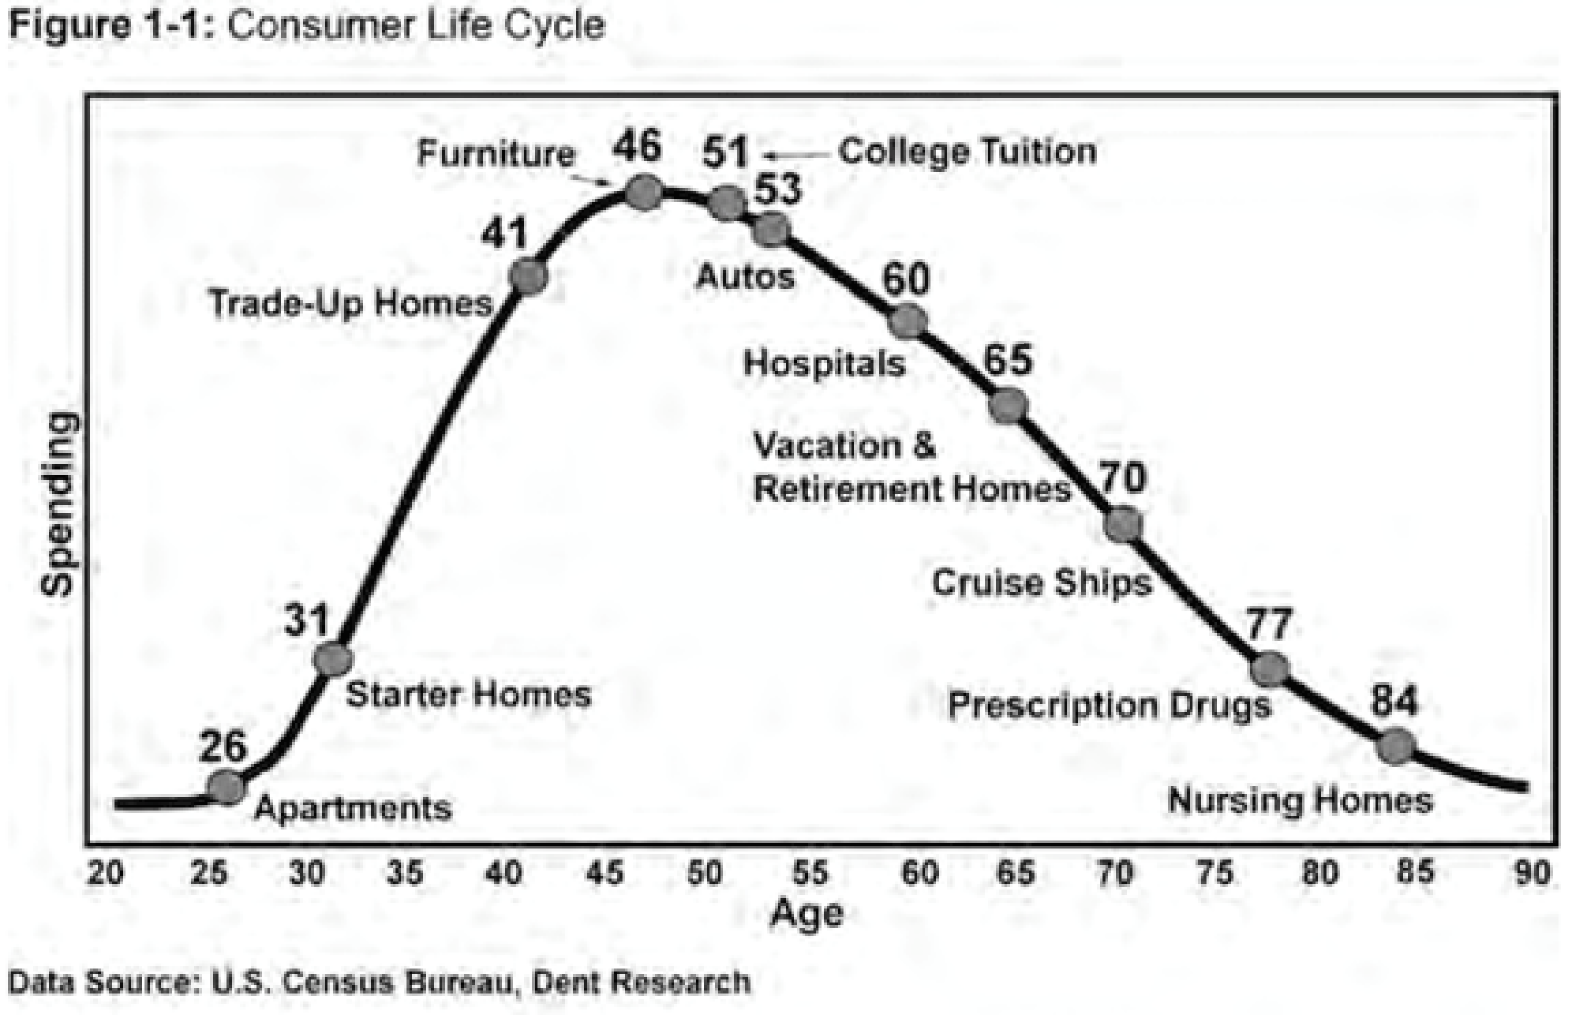 Figure 1-1: Consumer Life Cycle
Furniture 46 51 College Tuition
53
41
Autos 60
Trade-Up Homes
Hospitals 65
Vacation &
Retirement Homes 70
Spending
Cruise Ships
31 77
Starter Homes
Prescription Drugs 84
26
Apartments
Nursing Homes
20 25 30 35 40 45 50 55 60 65 70 75 80 85 90
Age
Data Source: U.S. Census Bureau, Dent Research